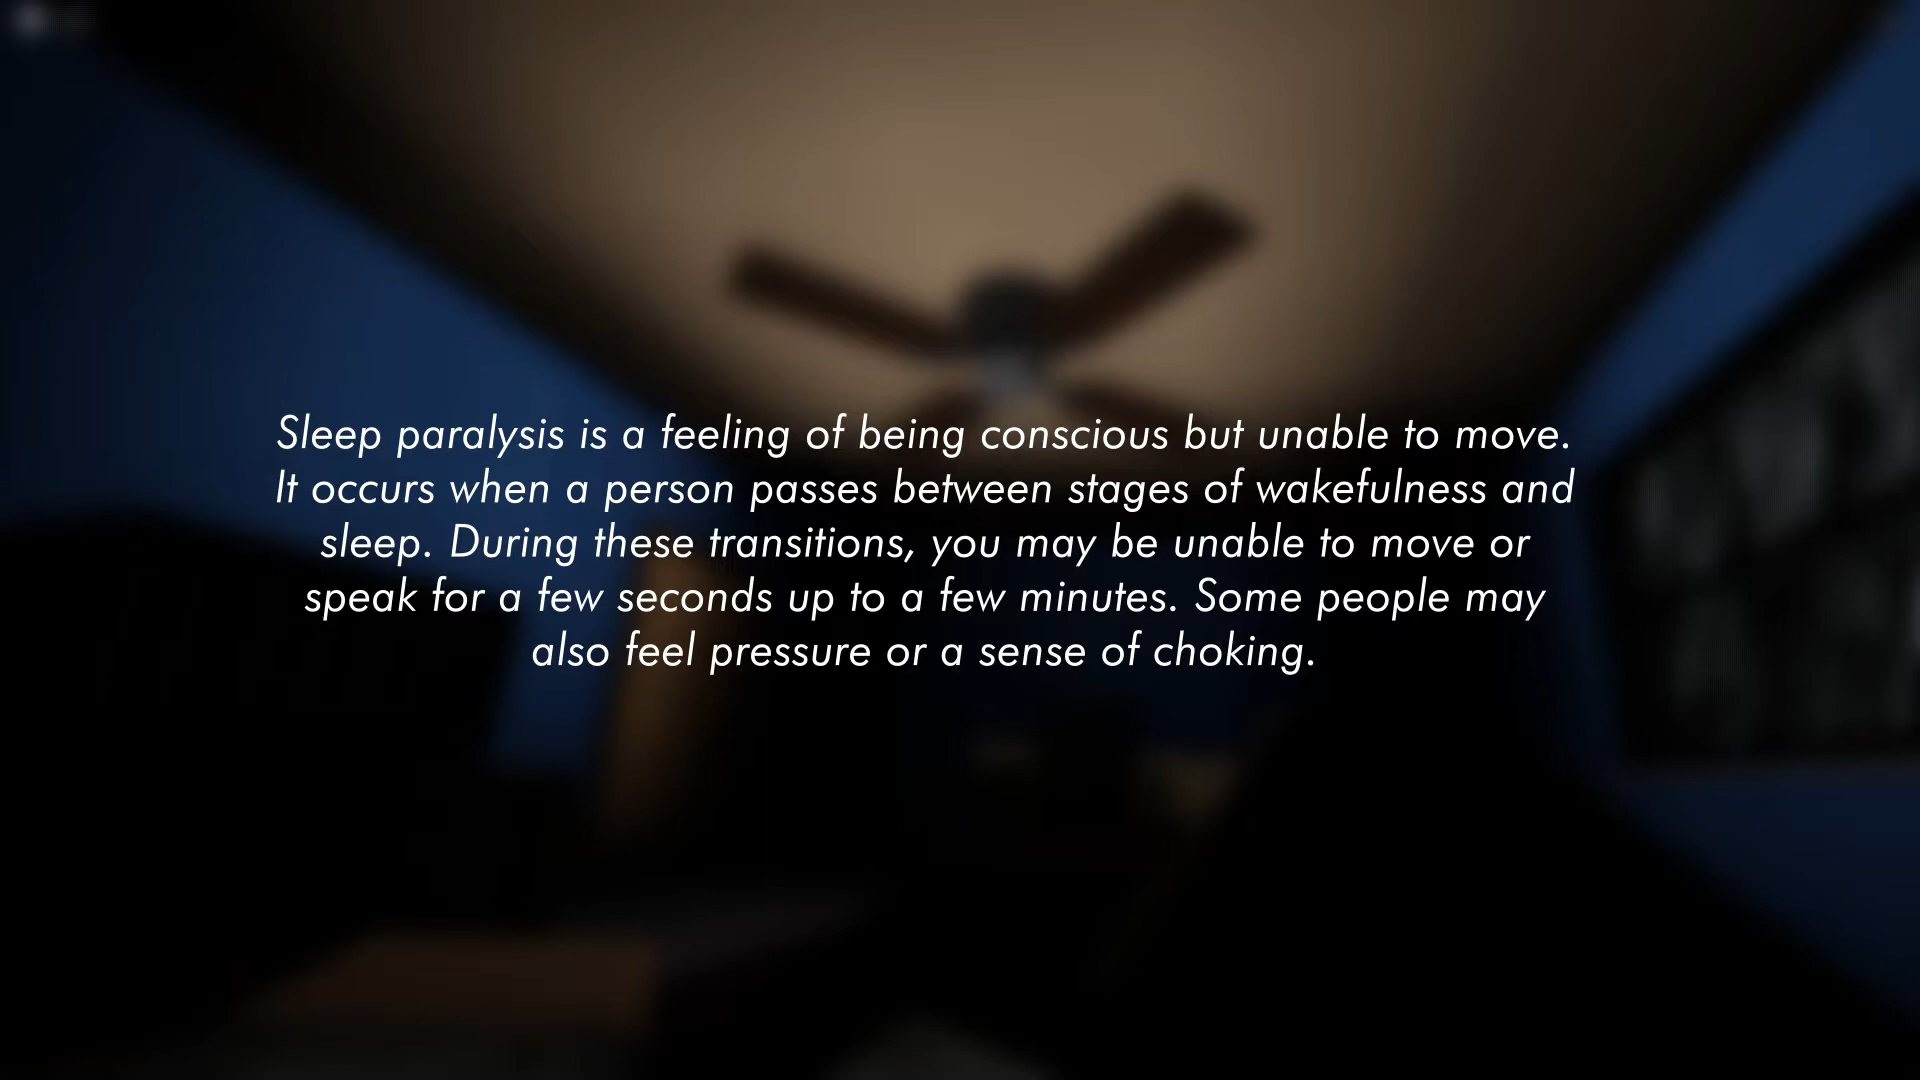 Sleep paralysis is a feeling of being conscious but unable to move.
It occurs when a person passes between stages of wakefulness and
sleep. During these transitions, you may be unable to move or
speak for a few seconds up to a few minutes. Some people may
also feel pressure or a sense of choking.